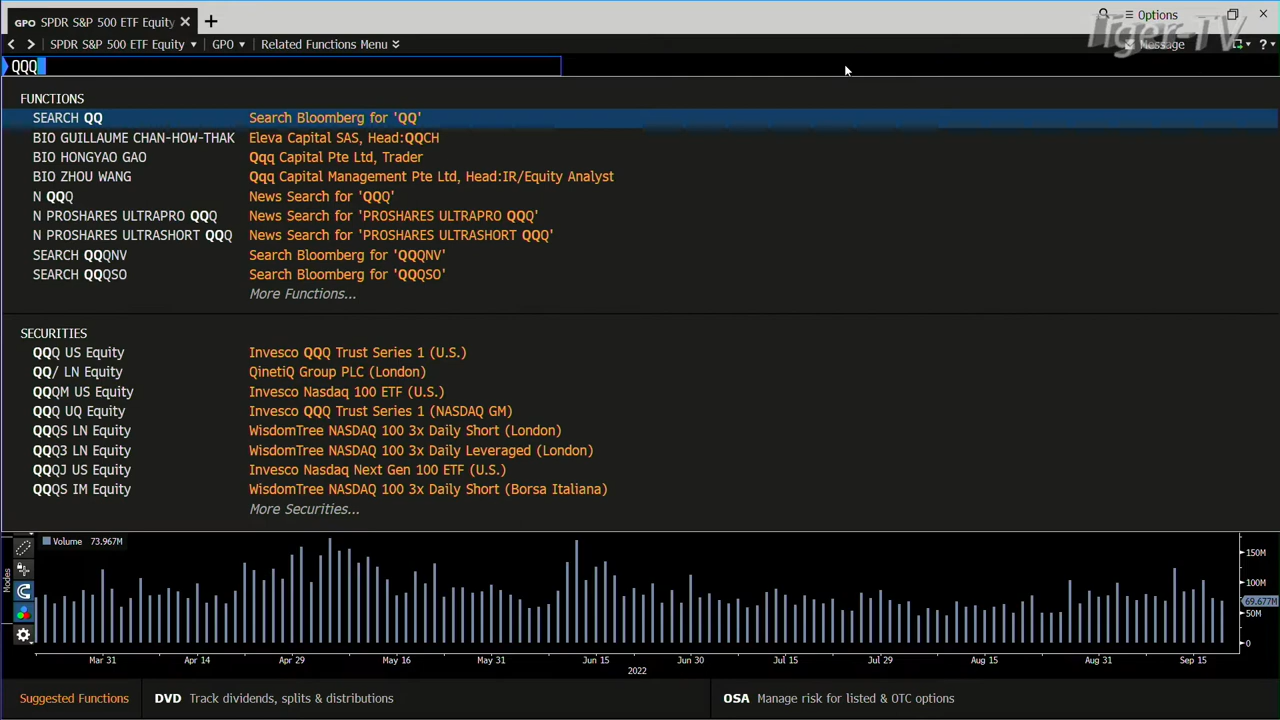 GPO SPDR S&P 500 ETF Equity
Options
Tiger-TV
SPDR S&P 500 ETF Equity GPO Related Functions Menu
Message
QQQ
FUNCTIONS
SEARCH QQ Search Bloomberg for 'QQ'
BIO GUILLAUME CHAN-HOW-THAK Eleva Capital SAS, Head:QQCH
BIO HONGYAO GAO Qqq Capital Pte Ltd, Trader
BIO ZHOU WANG Qqq Capital Management Pte Ltd, Head:IR/Equity Analyst
N QQQ News Search for 'QQQ'
N PROSHARES ULTRAPRO QQQ News Search for 'PROSHARES ULTRAPRO QQQ'
N PROSHARES ULTRASHORT QQQ News Search for 'PROSHARES ULTRASHORT QQQ'
SEARCH QQQNV Search Bloomberg for 'QQQNV'
SEARCH QQQSO Search Bloomberg for 'QQQSO'
More Functions...
SECURITIES
QQQ US Equity Invesco QQQ Trust Series 1 (U.S.)
QQ/ LN Equity QinetiQ Group PLC (London)
QQQM US Equity Invesco Nasdaq 100 ETF (U.S.)
QQQ UQ Equity Invesco QQQ Trust Series 1 (NASDAQ GM)
QQQS LN Equity WisdomTree NASDAQ 100 3x Daily Short (London)
QQQ3 LN Equity WisdomTree NASDAQ 100 3x Daily Leveraged (London)
QQQJ US Equity Invesco Nasdaq Next Gen 100 ETF (U.S.)
QQQS IM Equity WisdomTree NASDAQ 100 3x Daily Short (Borsa Italiana)
More Securities...
Modes
Volume 73.967M
150M
100M
69.677M
50M
0
Mar 31 Apr 14 Apr 29 May 16 May 31 Jun 15 Jun 30 Jul 15 Jul 29 Aug 15 Aug 31 Sep 15
2022
Suggested Functions DVD Track dividends, splits & distributions OSA Manage risk for listed & OTC options